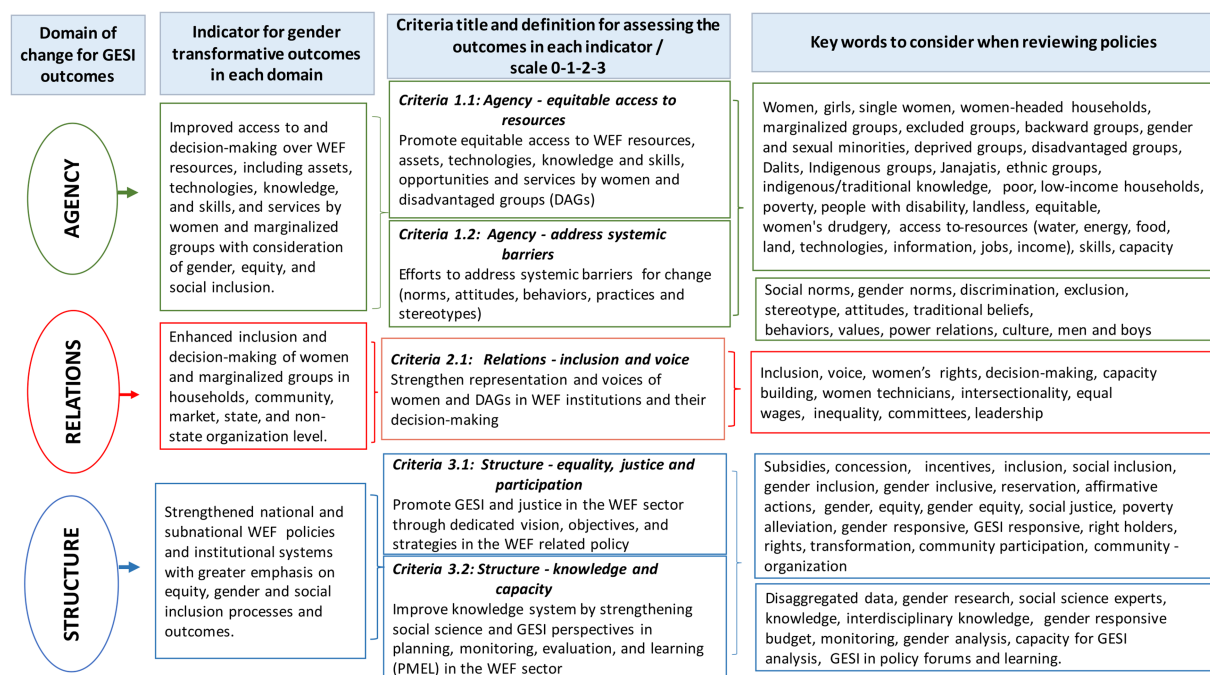 Domain of
change for GESI
outcomes
Indicator for gender
transformative outcomes
in each domain
Criteria title and definition for assessing the
outcomes in each indicator /
scale 0-1-2-3
Key words to consider when reviewing policies
AGENCY
Improved access to and
decision-making over WEF
resources, including assets,
technologies, knowledge,
and skills, and services by
women and marginalized
groups with consideration
of gender, equity, and
social inclusion.
Criteria 1.1: Agency - equitable access to
resources
Promote equitable access to WEF resources,
assets, technologies, knowledge and skills,
opportunities and services by women and
disadvantaged groups (DAGs)
Criteria 1.2: Agency - address systemic
barriers
Efforts to address systemic barriers for change
(norms, attitudes, behaviors, practices and
stereotypes)
Women, girls, single women, women-headed households,
marginalized groups, excluded groups, backward groups, gender
and sexual minorities, deprived groups, disadvantaged groups,
Dalits, Indigenous groups, Janajatis, ethnic groups,
indigenous/traditional knowledge, poor, low-income households,
poverty, people with disability, landless, equitable,
women's drudgery, access to-resources (water, energy, food,
land, technologies, information, jobs, income), skills, capacity
Social norms, gender norms, discrimination, exclusion,
stereotype, attitudes, traditional beliefs,
behaviors, values, power relations, culture, men and boys
RELATIONS
Enhanced inclusion and
decision-making of women
and marginalized groups in
households, community,
market, state, and non-
state organization level.
Criteria 2.1: Relations - inclusion and voice
Strengthen representation and voices of
women and DAGs in WEF institutions and their
decision-making
Inclusion, voice, women’s rights, decision-making, capacity
building, women technicians, intersectionality, equal
wages, inequality, committees, leadership
STRUCTURE
Strengthened national and
subnational WEF policies
and institutional systems
with greater emphasis on
equity, gender and social
inclusion processes and
outcomes.
Criteria 3.1: Structure - equality, justice and
participation
Promote GESI and justice in the WEF sector
through dedicated vision, objectives, and
strategies in the WEF related policy
Criteria 3.2: Structure - knowledge and
capacity
Improve knowledge system by strengthening
social science and GESI perspectives in
planning, monitoring, evaluation, and learning
(PMEL) in the WEF sector
Subsidies, concession, incentives, inclusion, social inclusion,
gender inclusion, gender inclusive, reservation, affirmative
actions, gender, equity, gender equity, social justice, poverty
alleviation, gender responsive, GESI responsive, right holders,
rights, transformation, community participation, community -
organization
Disaggregated data, gender research, social science experts,
knowledge, interdisciplinary knowledge, gender responsive
budget, monitoring, gender analysis, capacity for GESI
analysis, GESI in policy forums and learning.